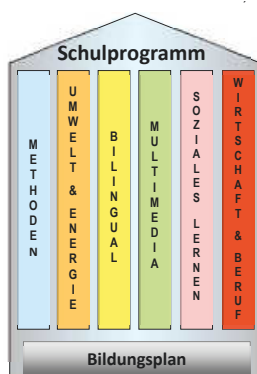 Schulprogramm
METHODEN
UMWELT & ENERGIE
BILINGUAL
MULTIMEDIA
SOZIALES LERNEN
WIRTSCHAFT & BERUF
Bildungsplan